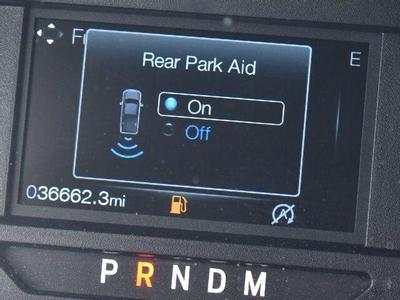 Rear Park Aid
E
On
Off
036662.3mi
P R N D M